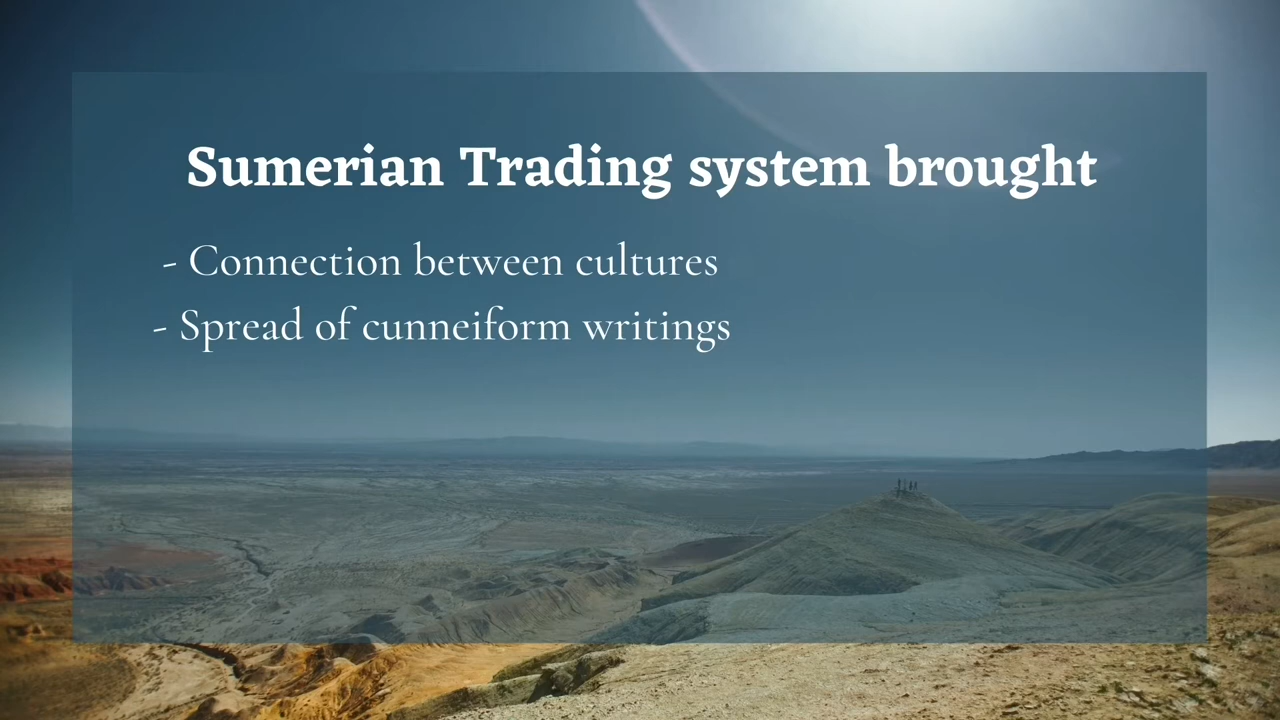 Sumerian Trading system brought
- Connection between cultures
- Spread of cunneiform writings